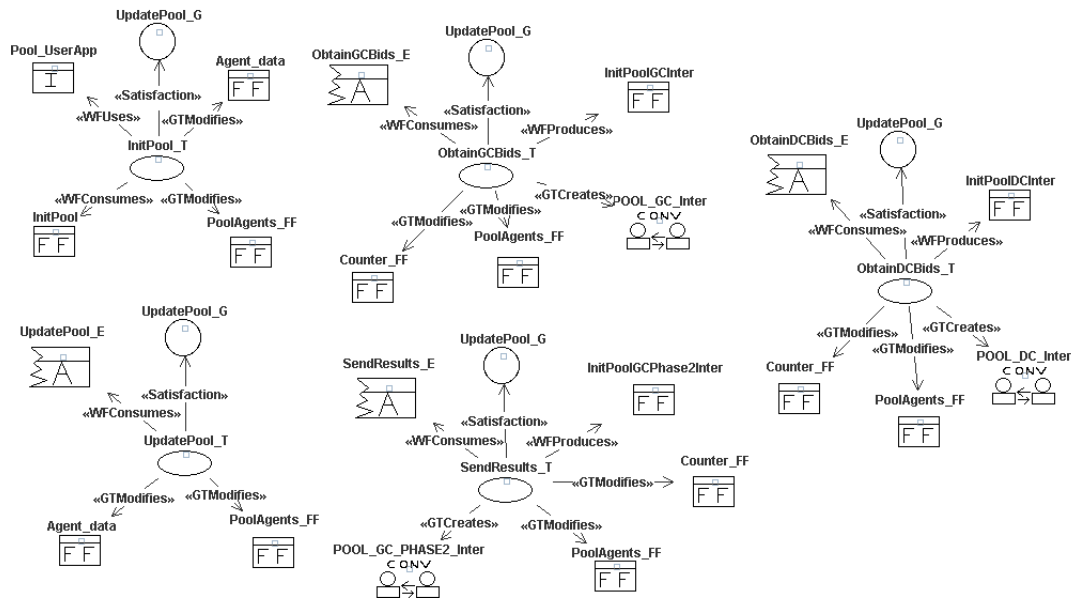 UpdatePool_G
Pool_UserApp
I
Agent_data
F F
«Satisfaction»
«WFUses»
«GTModifies»
InitPool_T
«WFConsumes»
«GTModifies»
InitPool
F F
PoolAgents_FF
F F
UpdatePool_G
ObtainGCBids_E
A
InitPoolGCInter
F F
«Satisfaction»
«WFConsumes»
«WFProduces»
ObtainGCBids_T
«GTCreates»
«GTModifies»
«GTModifies»
POOL_GC_Inter
CONV
PoolAgents_FF
F F
Counter_FF
F F
UpdatePool_G
ObtainDCBids_E
A
InitPoolDCInter
F F
«Satisfaction»
«WFConsumes»
«WFProduces»
ObtainDCBids_T
«GTModifies»
«GTCreates»
«GTModifies»
Counter_FF
F F
POOL_DC_Inter
CONV
PoolAgents_FF
F F
UpdatePool_G
UpdatePool_E
A
«Satisfaction»
«WFConsumes»
UpdatePool_T
«GTModifies»
«GTModifies»
Agent_data
F F
PoolAgents_FF
F F
UpdatePool_G
SendResults_E
A
InitPoolGCPhase2Inter
F F
«Satisfaction»
«WFConsumes»
«WFProduces»
SendResults_T
Counter_FF
«GTModifies»
F F
«GTCreates»
«GTModifies»
POOL_GC_PHASE2_Inter
CONV
PoolAgents_FF
F F